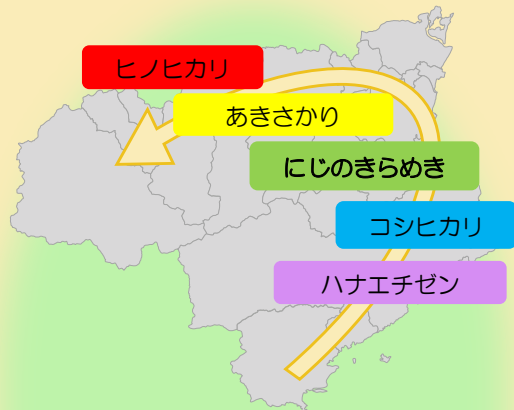 ヒノヒカリ
あきさかり
にじのきらめき
コシヒカリ
ハナエチゼン